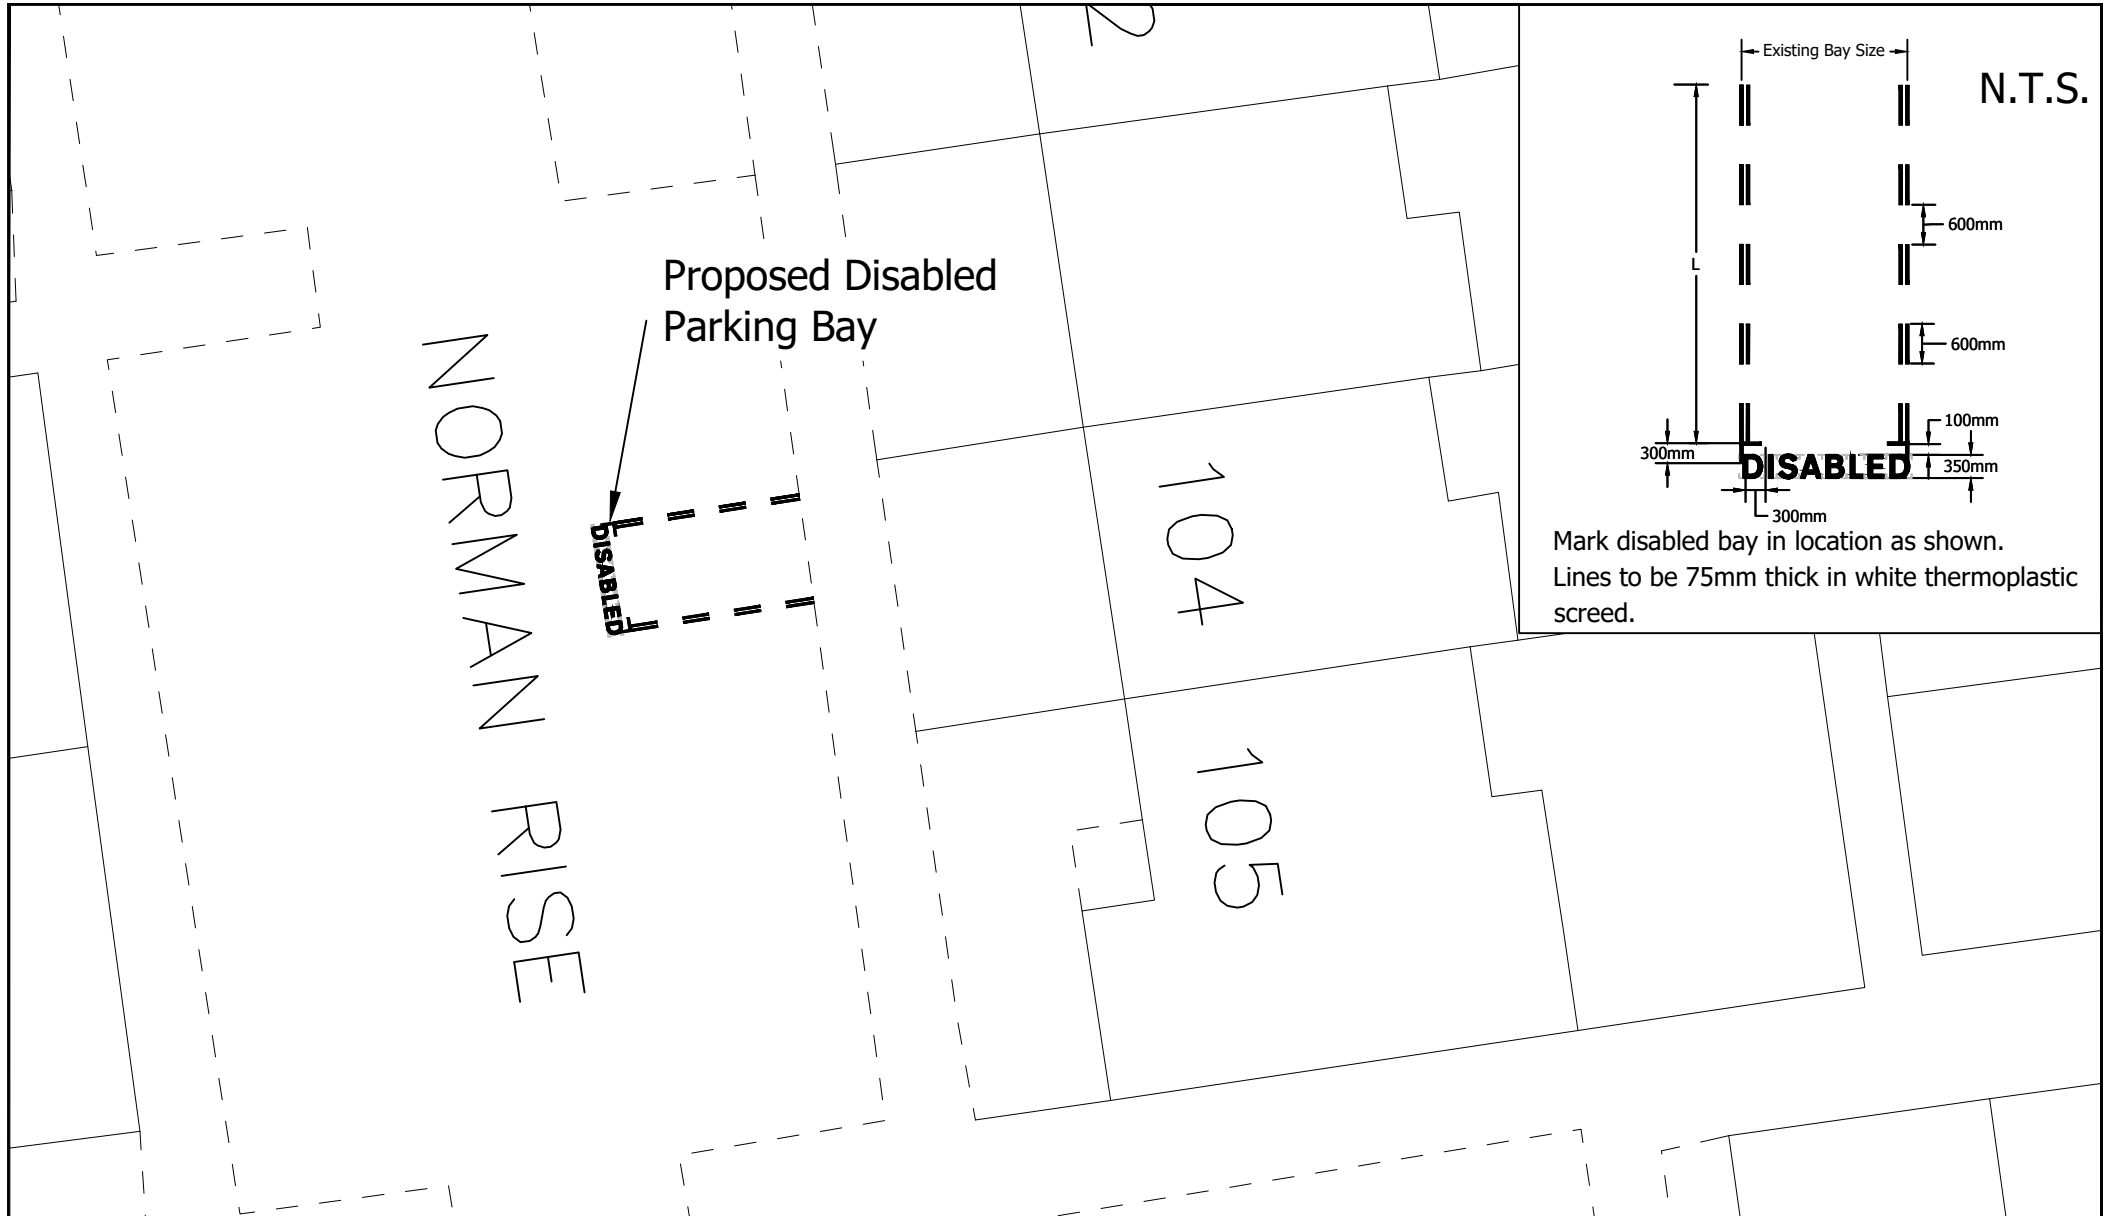 2
Existing Bay Size
N.T.S.
600mm
L
600mm
100mm
300mm
DISABLED
350mm
300mm
Mark disabled bay in location as shown.
Lines to be 75mm thick in white thermoplastic
screed.
Proposed Disabled
Parking Bay
NORMAN RISE
DISABLED
104
105